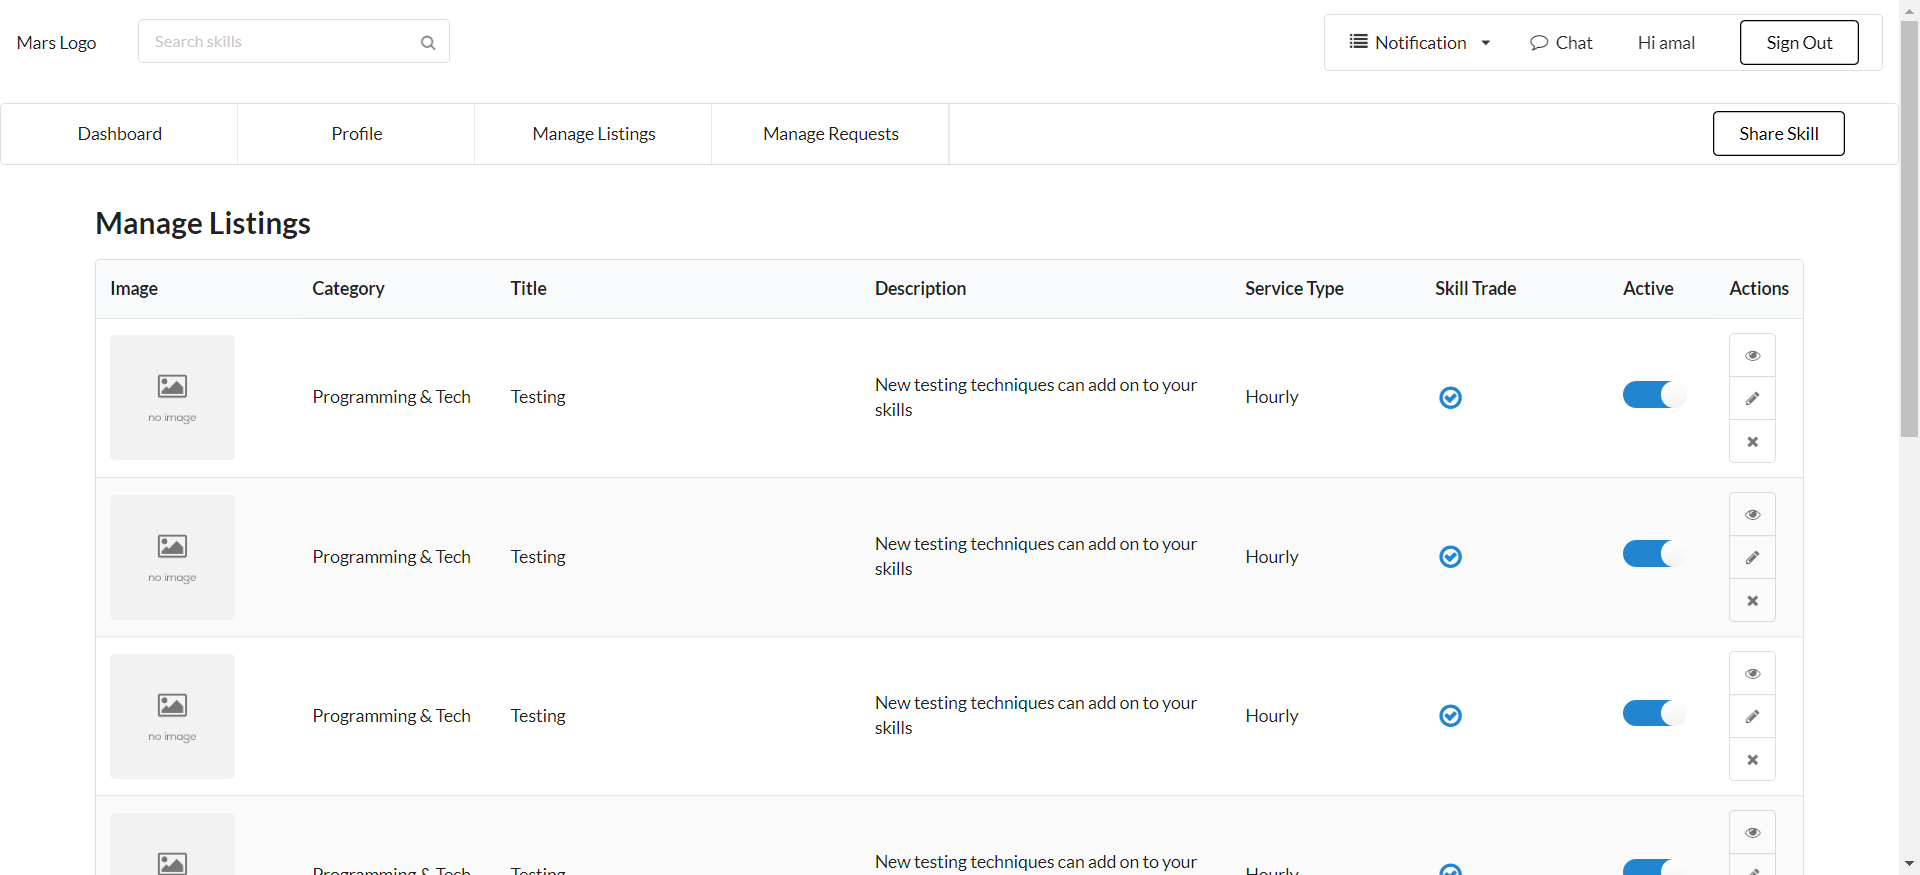 Mars Logo
Search skills
Notification
Chat
Hi amal
Sign Out
Dashboard
Profile
Manage Listings
Manage Requests
Share Skill
Manage Listings
Image Category Title Description Service Type Skill Trade Active Actions
no image
Programming & Tech
Testing
New testing techniques can add on to your
skills
Hourly
no image
Programming & Tech
Testing
New testing techniques can add on to your
skills
Hourly
no image
Programming & Tech
Testing
New testing techniques can add on to your
skills
Hourly
Programming & Tech
Testing
New testing techniques can add on to your
Hourly